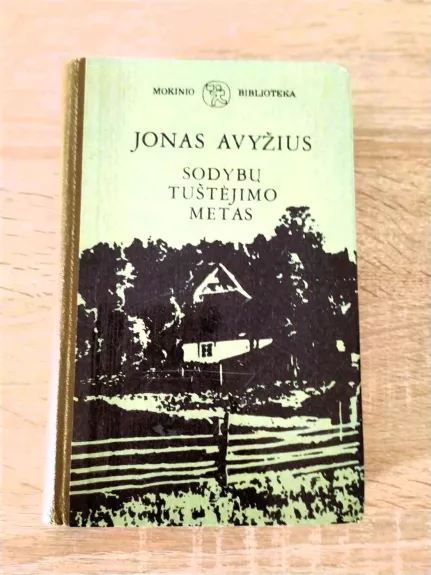 MOKINIO BIBLIOTEKA
JONAS AVYŽIUS
SODYBŲ
TUŠTĖJIMO
METAS